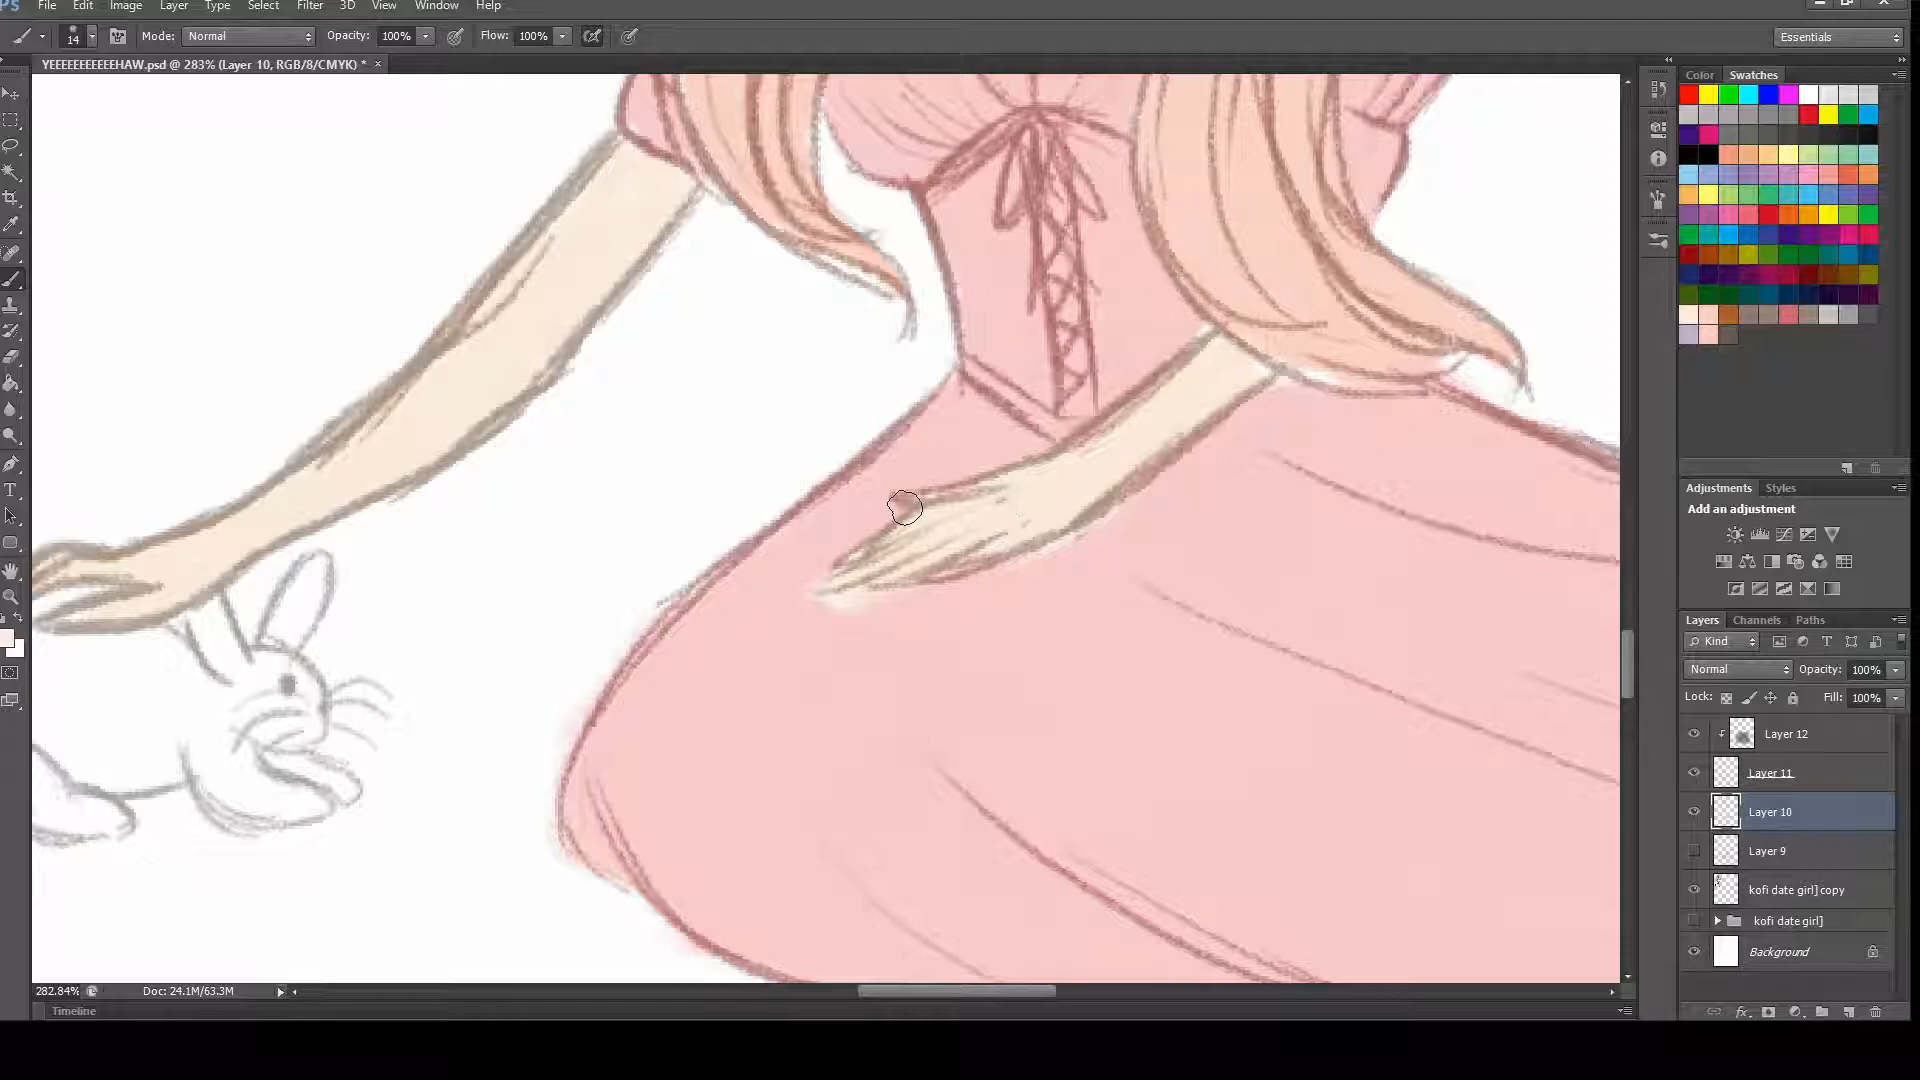 Ps File Edit Image Layer Type Select Filter 3D View Window Help
14 Mode: Normal Opacity: 100% Flow: 100% Essentials
YEEEEEEEEEEEHAW.psd @ 283% (Layer 10, RGB/8/CMYK) * ×
Color Swatches
Adjustments Styles
Add an adjustment
Layers Channels Paths
Kind
Normal Opacity: 100%
Lock: Fill: 100%
Layer 12
Layer 11
Layer 10
Layer 9
kofi date girl] copy
kofi date girl]
Background
282.84% Doc: 24.1M/63.3M
Timeline